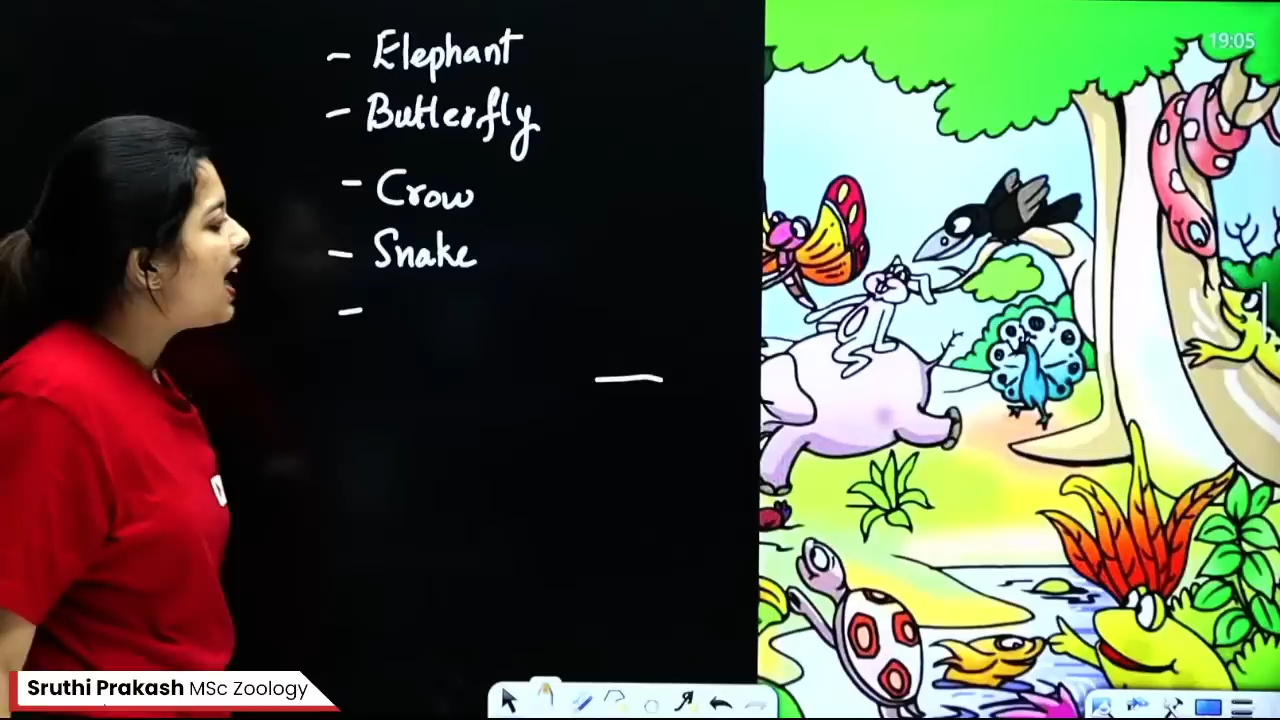 19:05
- Elephant
- Butterfly
- Crow
- Snake
-
Sruthi Prakash MSc Zoology